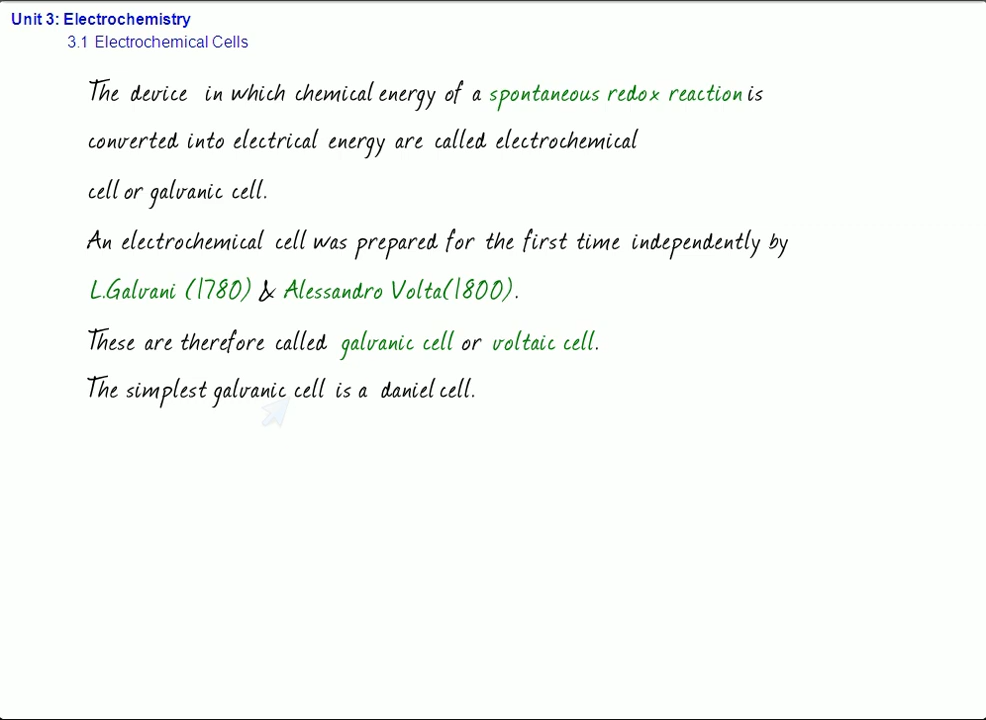 Unit 3: Electrochemistry
3.1 Electrochemical Cells
The device in which chemical energy of a spontaneous redox reaction is
converted into electrical energy are called electrochemical
cell or galvanic cell.
An electrochemical cell was prepared for the first time independently by
L.Galvani (1780) & Alessandro Volta(1800).
These are therefore called galvanic cell or voltaic cell.
The simplest galvanic cell is a daniel cell.